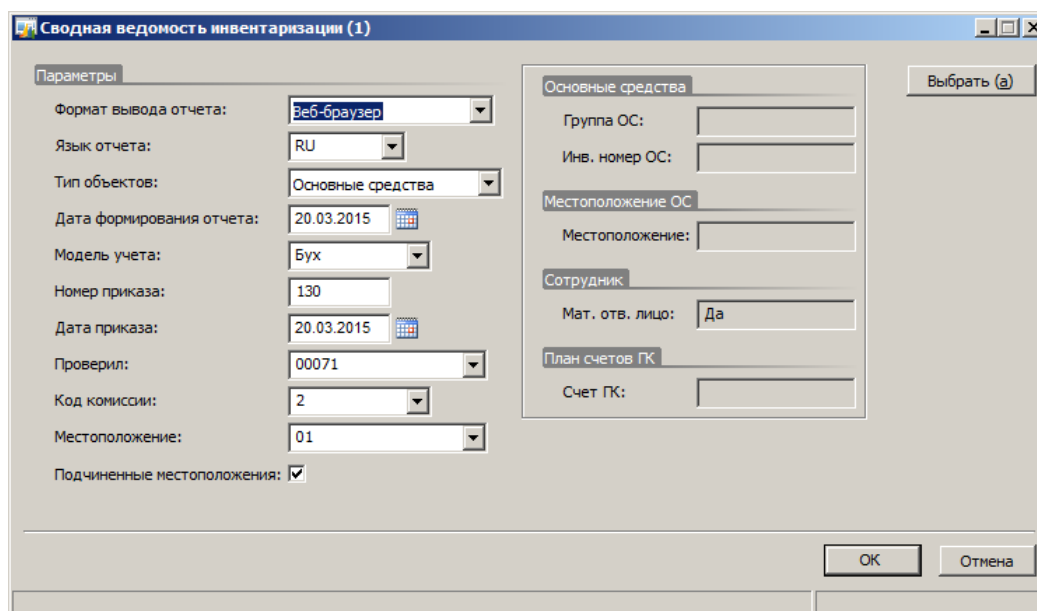 Сводная ведомость инвентаризации (1)
Параметры
Формат вывода отчета: Веб-браузер
Язык отчета: RU
Тип объектов: Основные средства
Дата формирования отчета: 20.03.2015
Модель учета: Бух
Номер приказа: 130
Дата приказа: 20.03.2015
Проверил: 00071
Код комиссии: 2
Местоположение: 01
Подчиненные местоположения:
Основные средства
Группа ОС:
Инв. номер ОС:
Местоположение ОС
Местоположение:
Сотрудник
Мат. отв. лицо: Да
План счетов ГК
Счет ГК:
Выбрать (а)
ОК
Отмена